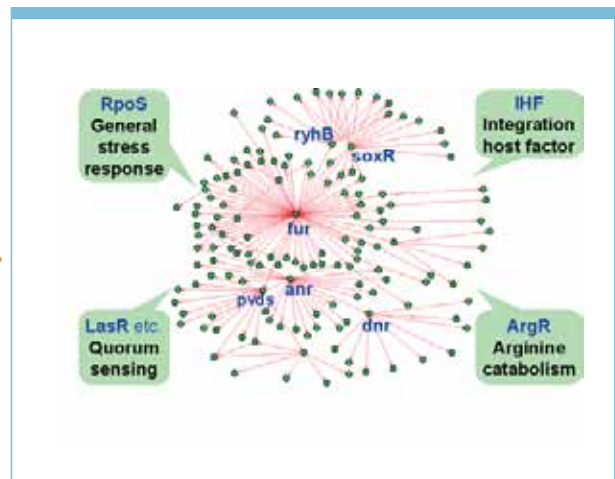 RpoS
General
stress
response
IHF
Integration
host factor
ryhB
soxR
fur
anr
pvds
dnr
LasR etc.
Quorum
sensing
ArgR
Arginine
catabolism